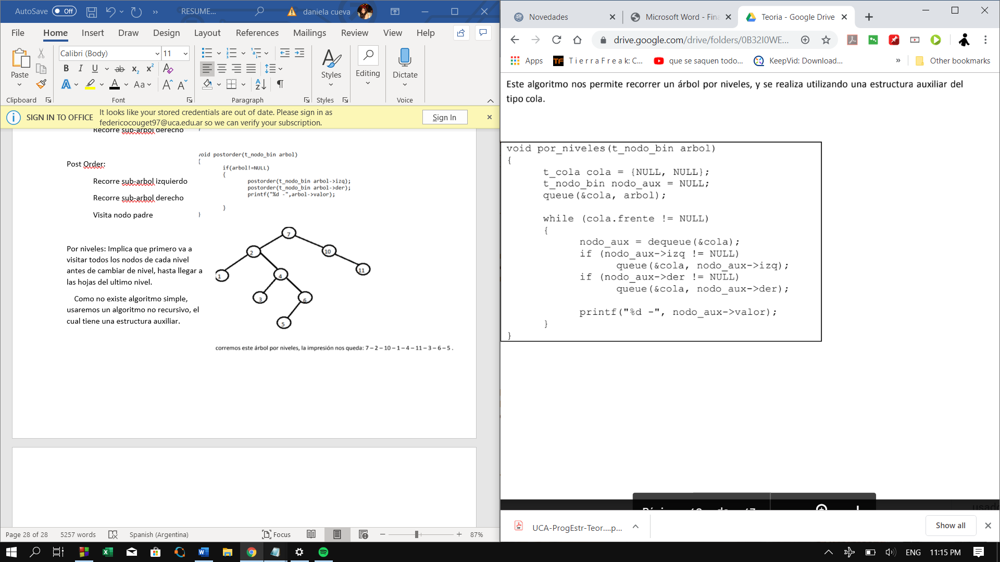 AutoSave Off RESUME... daniela cueva
File Home Insert Draw Design Layout References Mailings Review View Help
Paste
Calibri (Body) 11
Styles
Editing
Dictate
Clipboard Font Paragraph Styles Voice
SIGN IN TO OFFICE It looks like your stored credentials are out of date. Please sign in as
federicocouget97@uca.edu.ar so we can verify your subscription.
Sign In
Recorre sub-arbol derecho
Post Order:
Recorre sub-arbol izquierdo
Recorre sub-arbol derecho
Visita nodo padre
void postorder(t_nodo_bin arbol)
{
if(arbol!=NULL)
{
postorder(t_nodo_bin arbol->izq);
postorder(t_nodo_bin arbol->der);
printf("%d -",arbol->valor);
}
}
Por niveles: Implica que primero va a
visitar todos los nodos de cada nivel
antes de cambiar de nivel, hasta llegar a
las hojas del ultimo nivel.
Como no existe algoritmo simple,
usaremos un algoritmo no recursivo, el
cual tiene una estructura auxiliar.
7
2
10
1
4
11
3
6
5
corremos este árbol por niveles, la impresión nos queda: 7 – 2 – 10 – 1 – 4 – 11 – 3 – 6 – 5 .
Page 28 of 28 5257 words Spanish (Argentina) Focus 87%
Novedades Microsoft Word - Fina Teoria - Google Drive
drive.google.com/drive/folders/0B32I0WE...
Apps T i e r r a F r e a k: C... que se saquen todo... KeepVid: Download... » Other bookmarks
Este algoritmo nos permite recorrer un árbol por niveles, y se realiza utilizando una estructura auxiliar del
tipo cola.
void por_niveles(t_nodo_bin arbol)
{
t_cola cola = {NULL, NULL};
t_nodo_bin nodo_aux = NULL;
queue(&cola, arbol);
while (cola.frente != NULL)
{
nodo_aux = dequeue(&cola);
if (nodo_aux->izq != NULL)
queue(&cola, nodo_aux->izq);
if (nodo_aux->der != NULL)
queue(&cola, nodo_aux->der);
printf("%d -", nodo_aux->valor);
}
}
usado
UCA-ProgEstr-Teor....p...
Show all
ENG 11:15 PM